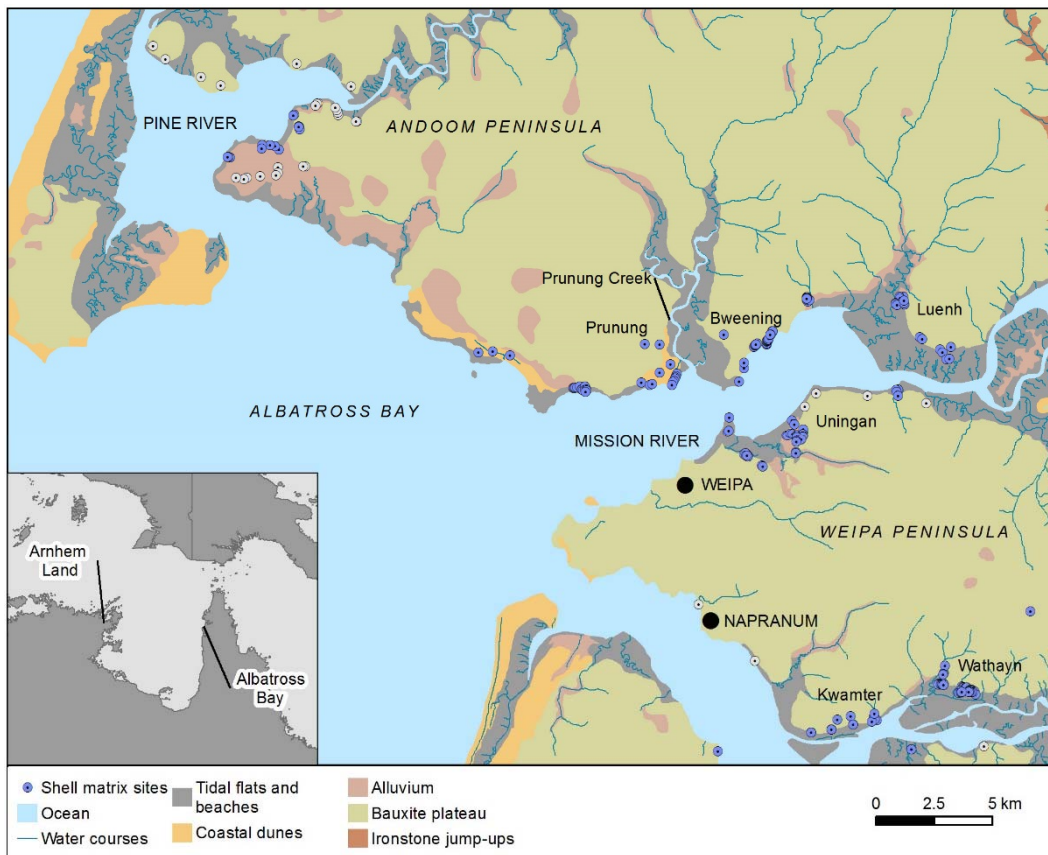 PINE RIVER
ANDOOM PENINSULA
Prunung Creek
Prunung
Bweening
Luenh
ALBATROSS BAY
MISSION RIVER
Uningan
WEIPA
WEIPA PENINSULA
Arnhem
Land
Albatross
Bay
NAPRANUM
Wathayn
Kwamter
Shell matrix sites
Ocean
Water courses
Tidal flats and
beaches
Coastal dunes
Alluvium
Bauxite plateau
Ironstone jump-ups
0 2.5 5 km